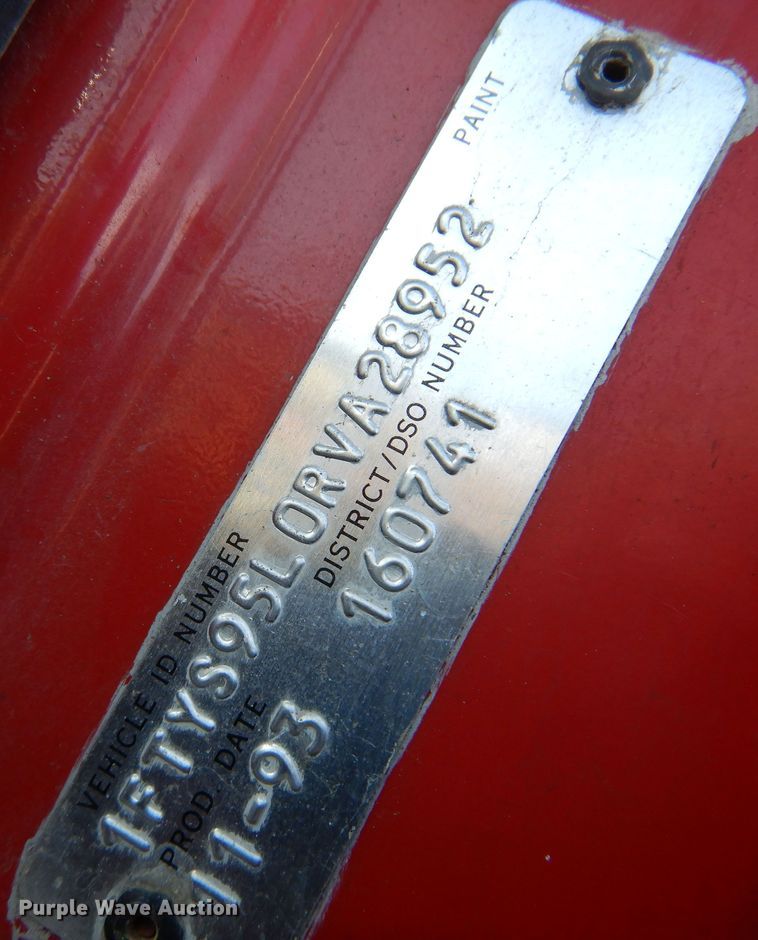 PAINT
VEHICLE ID NUMBER
1FTYS95L0RVA28952
PROD. DATE
DISTRICT/DSO NUMBER
11-93
160741
Purple Wave Auction